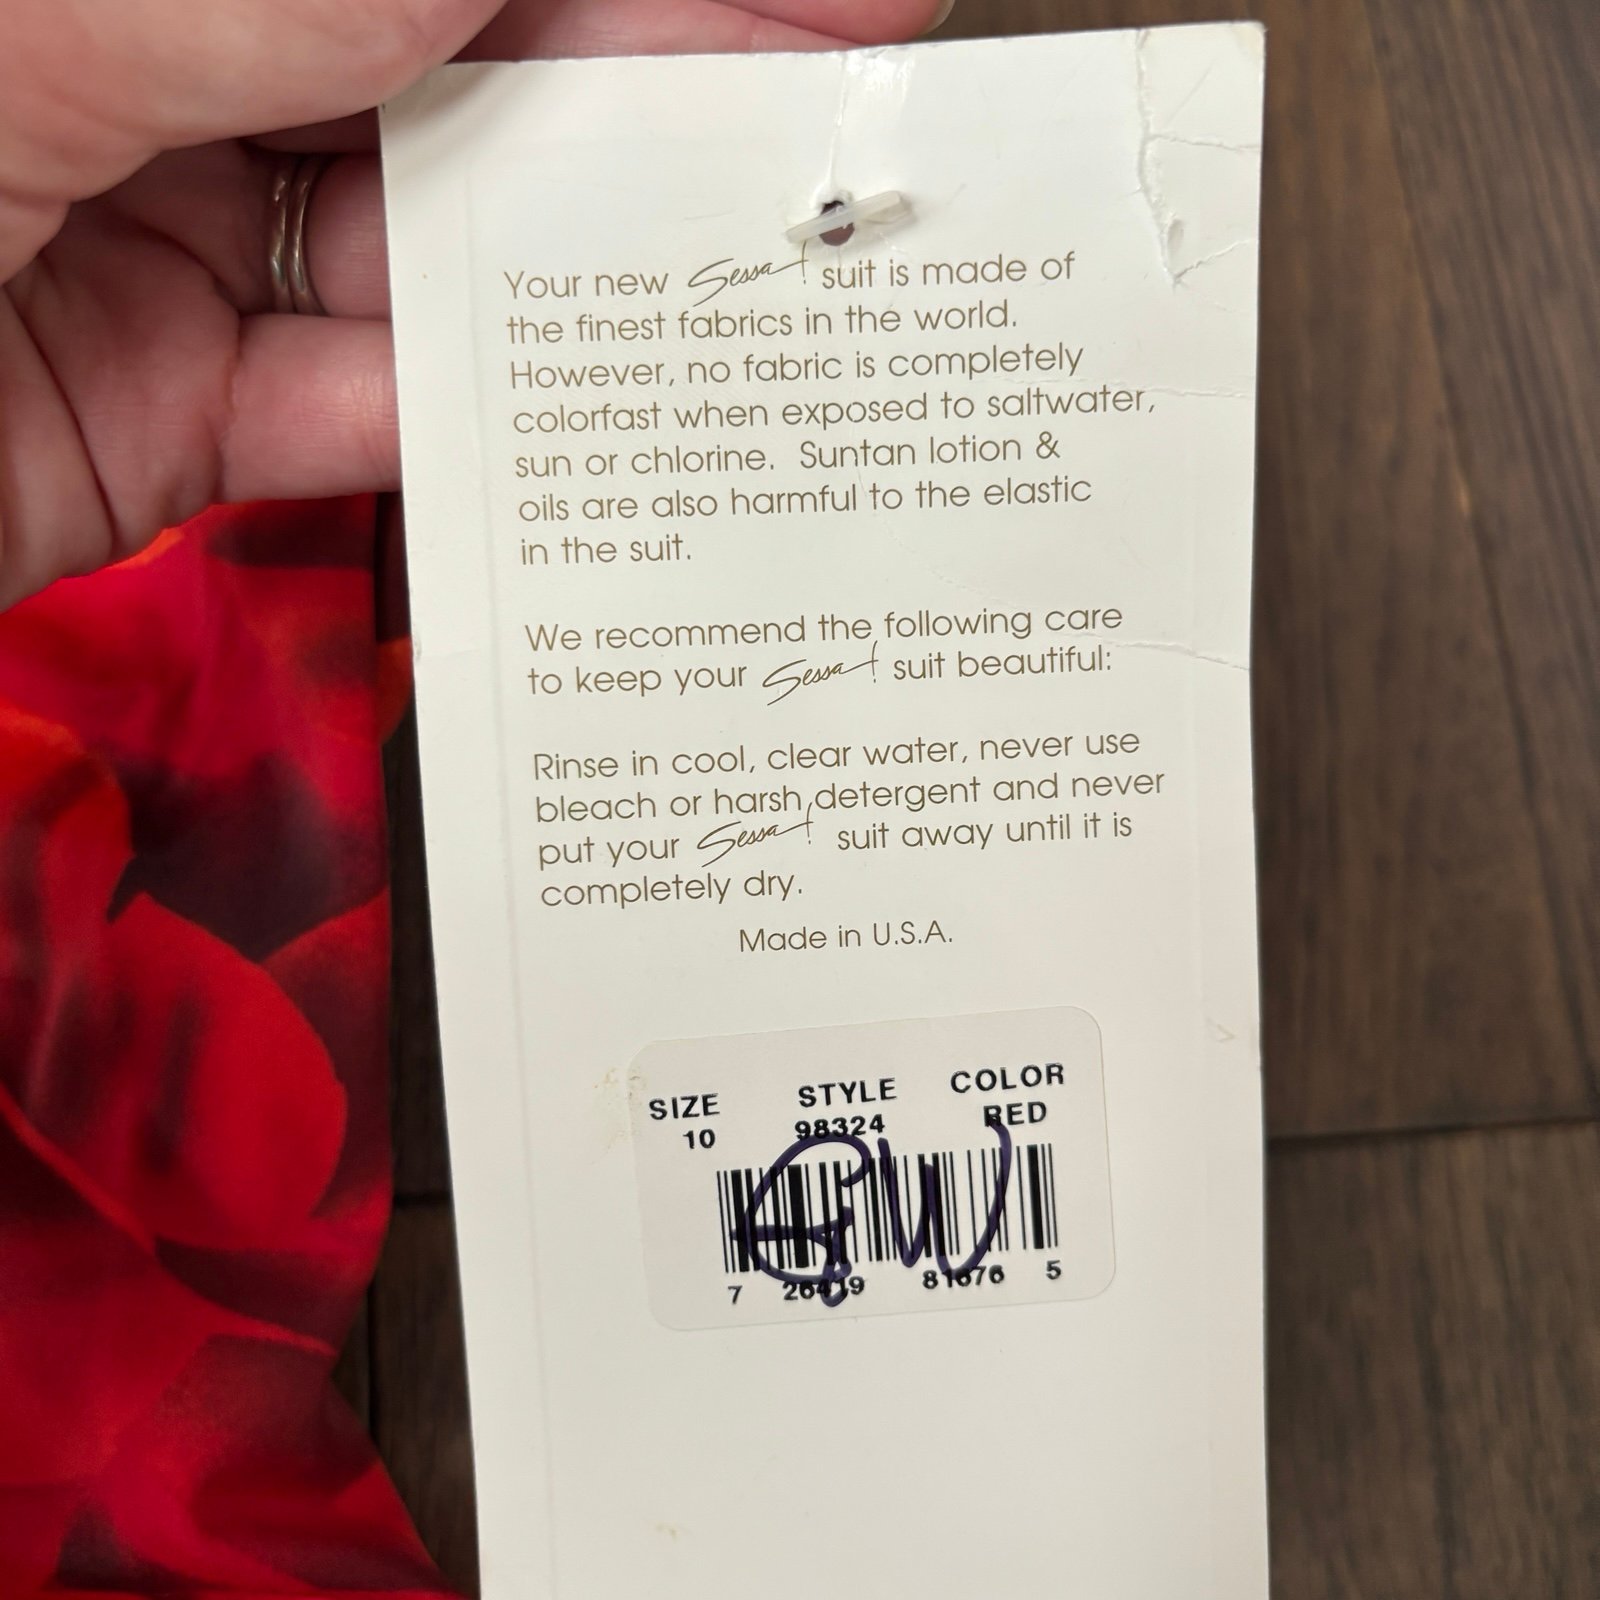 Your new Sessa! suit is made of
the finest fabrics in the world.
However, no fabric is completely
colorfast when exposed to saltwater,
sun or chlorine. Suntan lotion &
oils are also harmful to the elastic
in the suit.
We recommend the following care
to keep your Sessa! suit beautiful:
Rinse in cool, clear water, never use
bleach or harsh detergent and never
put your Sessa! suit away until it is
completely dry.
Made in U.S.A.
SIZE STYLE COLOR
10 98324 RED
7 26419 81676 5